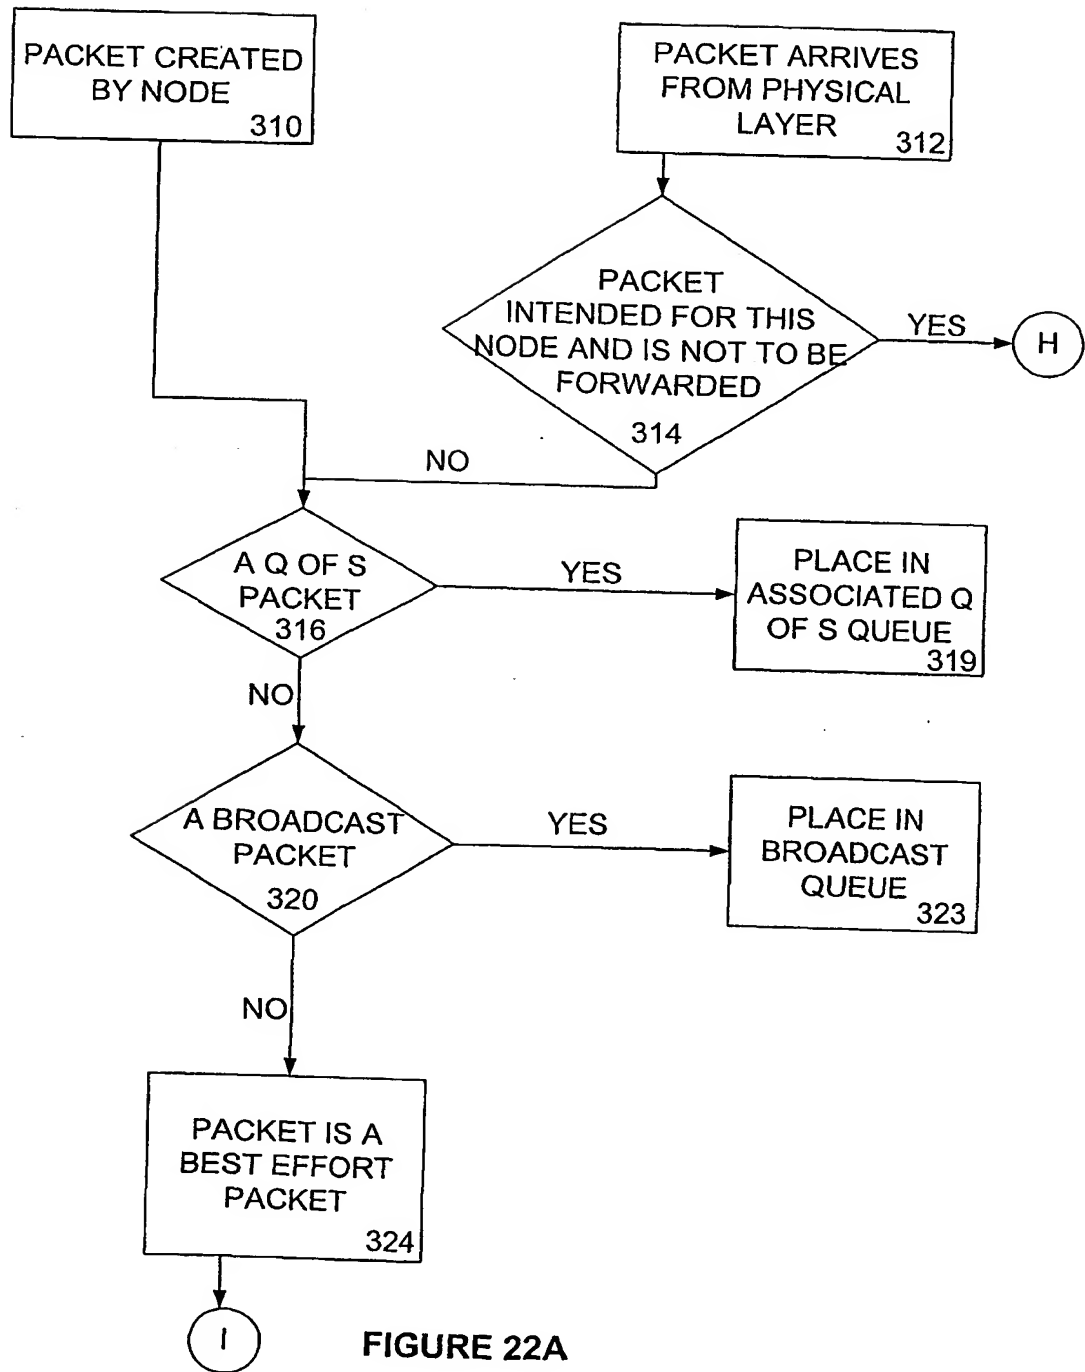 PACKET CREATED
BY NODE
310
PACKET ARRIVES
FROM PHYSICAL
LAYER
312
PACKET
INTENDED FOR THIS
NODE AND IS NOT TO BE
FORWARDED
314
YES
H
NO
A Q OF S
PACKET
316
YES
PLACE IN
ASSOCIATED Q
OF S QUEUE
319
NO
A BROADCAST
PACKET
320
YES
PLACE IN
BROADCAST
QUEUE
323
NO
PACKET IS A
BEST EFFORT
PACKET
324
I
FIGURE 22A